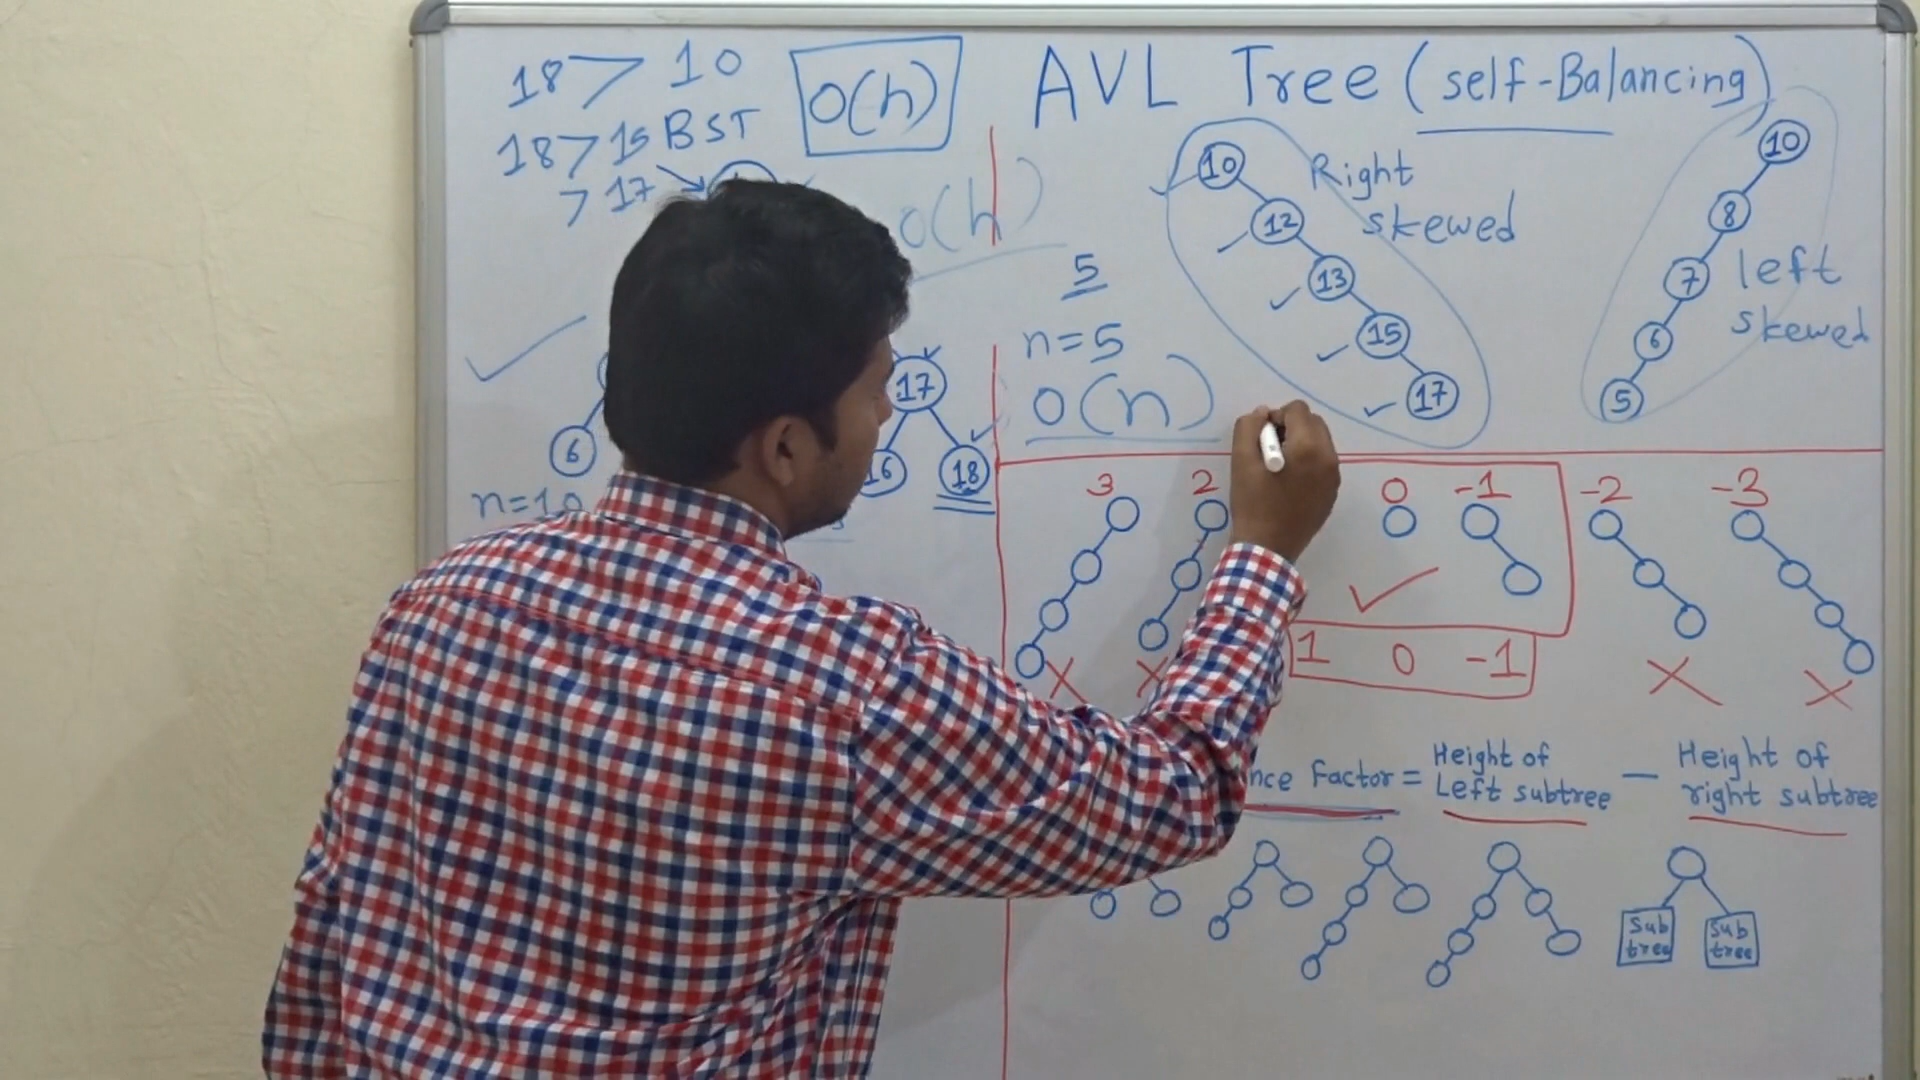 18 > 10
18 > 15 BST
> 17
O(h)
O(h)
17
6
16
18
n=10
AVL Tree (self-Balancing)
10
12
13
15
17
Right
skewed
10
8
7
6
5
left
skewed
5
n=5
O(n)
3 2 0 -1 -2 -3
1 0 -1
nce Factor = Height of Left subtree — Height of right subtree
Sub tree
Sub tree